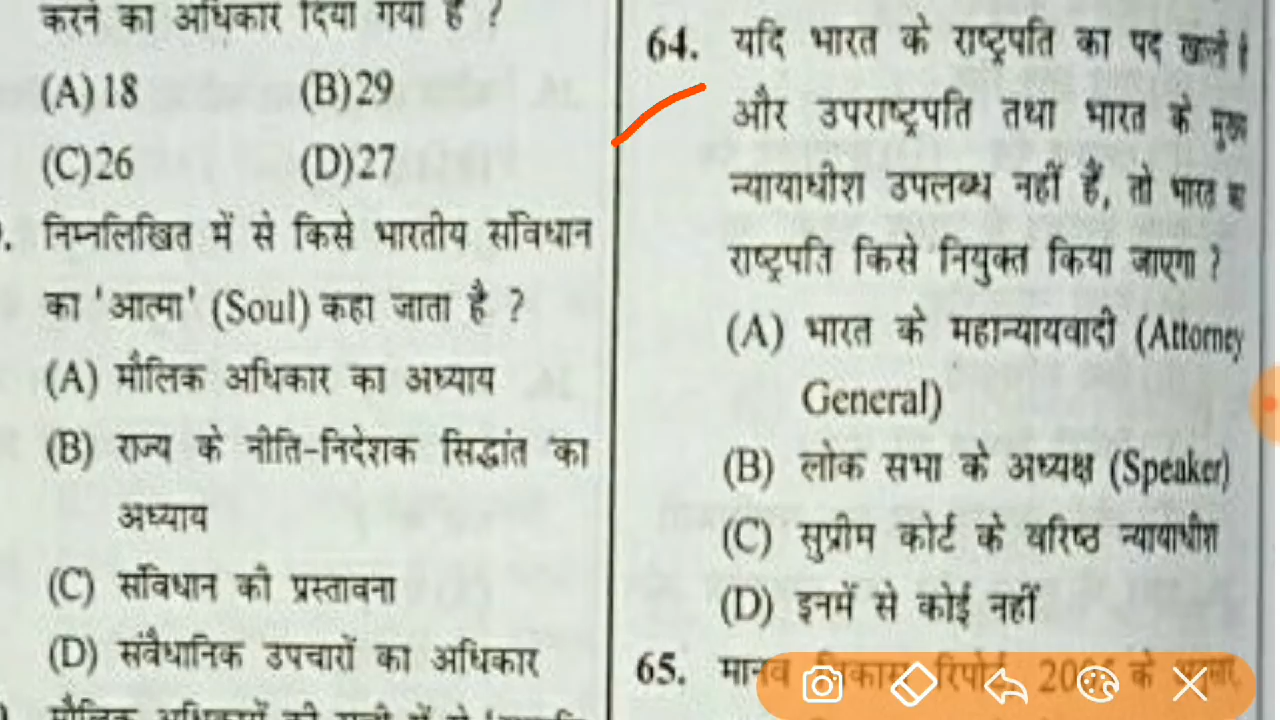 करने का अधिकार दिया गया है ?
(A) 18 (B) 29
(C) 26 (D) 27
निम्नलिखित में से किसे भारतीय संविधान
का 'आत्मा' (Soul) कहा जाता है ?
(A) मौलिक अधिकार का अध्याय
(B) राज्य के नीति-निदेशक सिद्धांत का
अध्याय
(C) संविधान की प्रस्तावना
(D) संवैधानिक उपचारों का अधिकार
64. यदि भारत के राष्ट्रपति का पद खाली है
और उपराष्ट्रपति तथा भारत के मुख्य
न्यायाधीश उपलब्ध नहीं हैं, तो भारत का
राष्ट्रपति किसे नियुक्त किया जाएगा ?
(A) भारत के महान्यायवादी (Attorney
General)
(B) लोक सभा के अध्यक्ष (Speaker)
(C) सुप्रीम कोर्ट के वरिष्ठ न्यायाधीश
(D) इनमें से कोई नहीं
65. मानव विकास रिपोर्ट, के